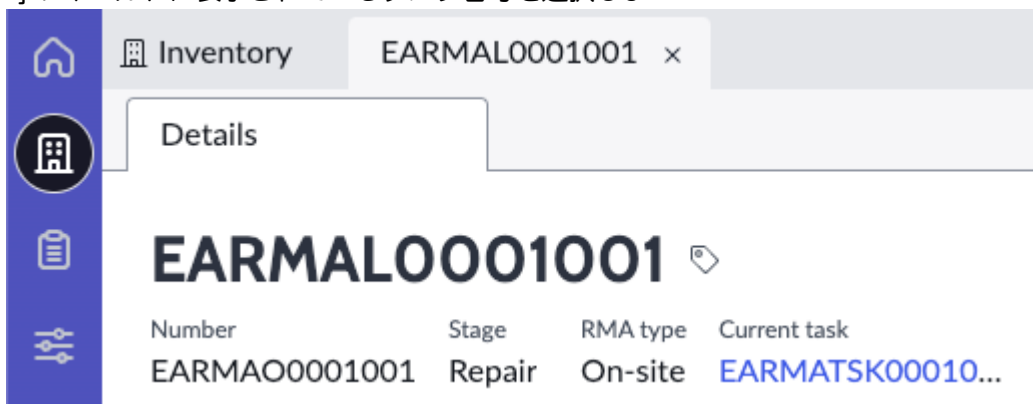 Inventory EARMAL0001001 ×
Details
EARMAL0001001
Number Stage RMA type Current task
EARMAO0001001 Repair On-site EARMATSK00010...